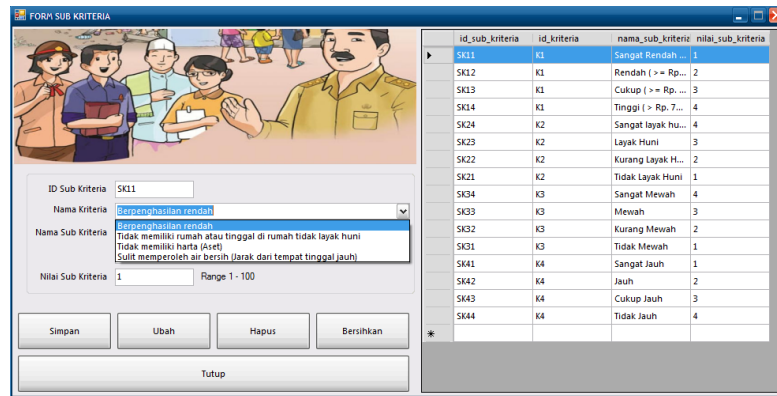 FORM SUB KRITERIA
ID Sub Kriteria SK11
Nama Kriteria Berpenghasilan rendah
Berpenghasilan rendah
Tidak memiliki rumah atau tinggal di rumah tidak layak huni
Tidak memiliki harta (Aset)
Sulit memperoleh air bersih (Jarak dari tempat tinggal jauh)
Nama Sub Kriteria
Nilai Sub Kriteria 1 Range 1 - 100
Simpan Ubah Hapus Bersihkan
Tutup
id_sub_kriteria id_kriteria nama_sub_kriteria nilai_sub_kriteria
SK11 K1 Sangat Rendah ... 1
SK12 K1 Rendah ( >= Rp... 2
SK13 K1 Cukup ( >= Rp. ... 3
SK14 K1 Tinggi ( > Rp. 7... 4
SK24 K2 Sangat layak hu... 4
SK23 K2 Layak Huni 3
SK22 K2 Kurang Layak H... 2
SK21 K2 Tidak Layak Huni 1
SK34 K3 Sangat Mewah 4
SK33 K3 Mewah 3
SK32 K3 Kurang Mewah 2
SK31 K3 Tidak Mewah 1
SK41 K4 Sangat Jauh 1
SK42 K4 Jauh 2
SK43 K4 Cukup Jauh 3
SK44 K4 Tidak Jauh 4